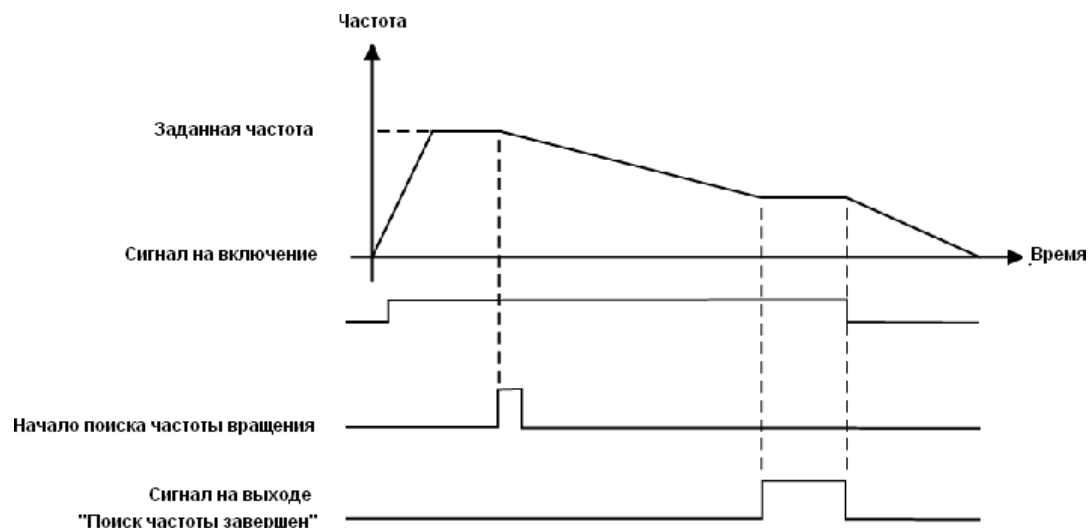 Частота
Заданная частота
Сигнал на включение
Время
Начало поиска частоты вращения
Сигнал на выходе
"Поиск частоты завершен"